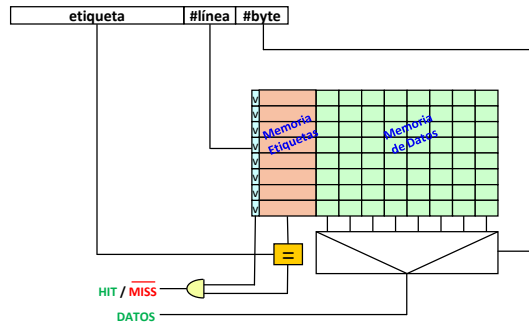 etiqueta #línea #byte
V
V
V
V
V
V
V
V
Memoria
Etiquetas
Memoria
de Datos
=
HIT / MISS
DATOS